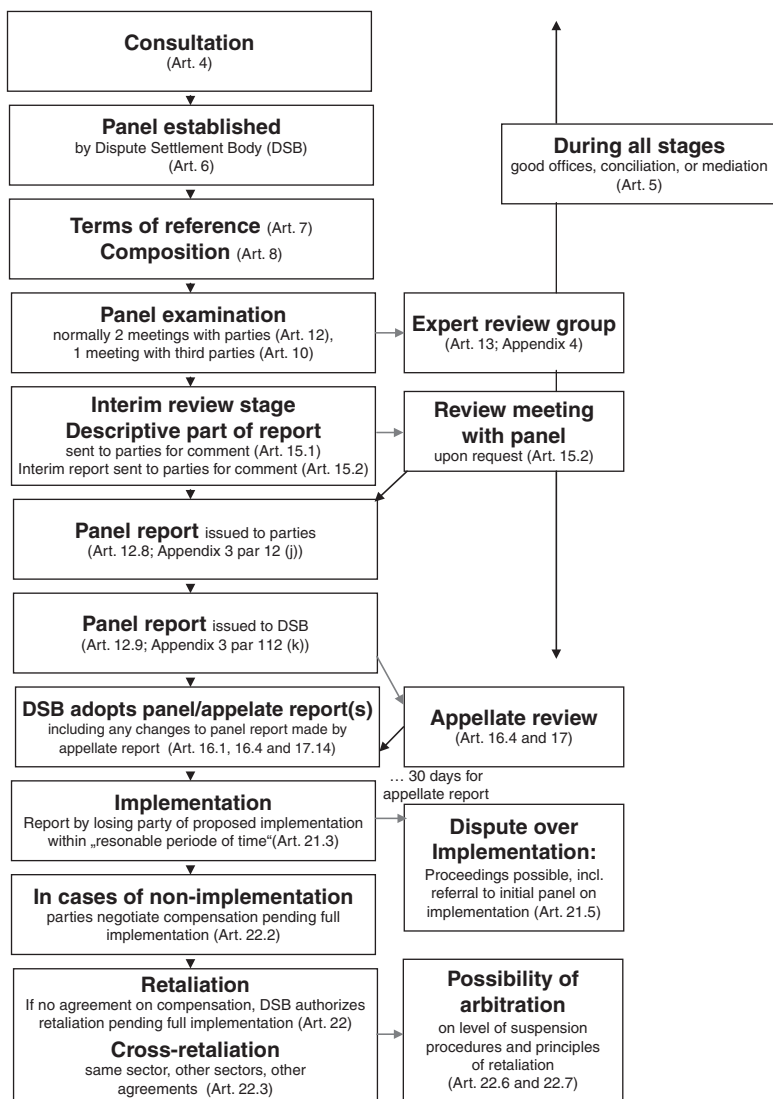 Consultation
(Art. 4)
Panel established
by Dispute Settlement Body (DSB)
(Art. 6)
During all stages
good offices, conciliation, or mediation
(Art. 5)
Terms of reference (Art. 7)
Composition (Art. 8)
Panel examination
normally 2 meetings with parties (Art. 12),
1 meeting with third parties (Art. 10)
Expert review group
(Art. 13; Appendix 4)
Interim review stage
Descriptive part of report
sent to parties for comment (Art. 15.1)
Interim report sent to parties for comment (Art. 15.2)
Review meeting
with panel
upon request (Art. 15.2)
Panel report issued to parties
(Art. 12.8; Appendix 3 par 12 (j))
Panel report issued to DSB
(Art. 12.9; Appendix 3 par 112 (k))
DSB adopts panel/appelate report(s)
including any changes to panel report made by
appellate report (Art. 16.1, 16.4 and 17.14)
Appellate review
(Art. 16.4 and 17)
... 30 days for
appellate report
Implementation
Report by losing party of proposed implementation
within „resonable periode of time“(Art. 21.3)
Dispute over
Implementation:
Proceedings possible, incl.
referral to initial panel on
implementation (Art. 21.5)
In cases of non-implementation
parties negotiate compensation pending full
implementation (Art. 22.2)
Retaliation
If no agreement on compensation, DSB authorizes
retaliation pending full implementation (Art. 22)
Cross-retaliation
same sector, other sectors, other
agreements (Art. 22.3)
Possibility of
arbitration
on level of suspension
procedures and principles
of retaliation
(Art. 22.6 and 22.7)